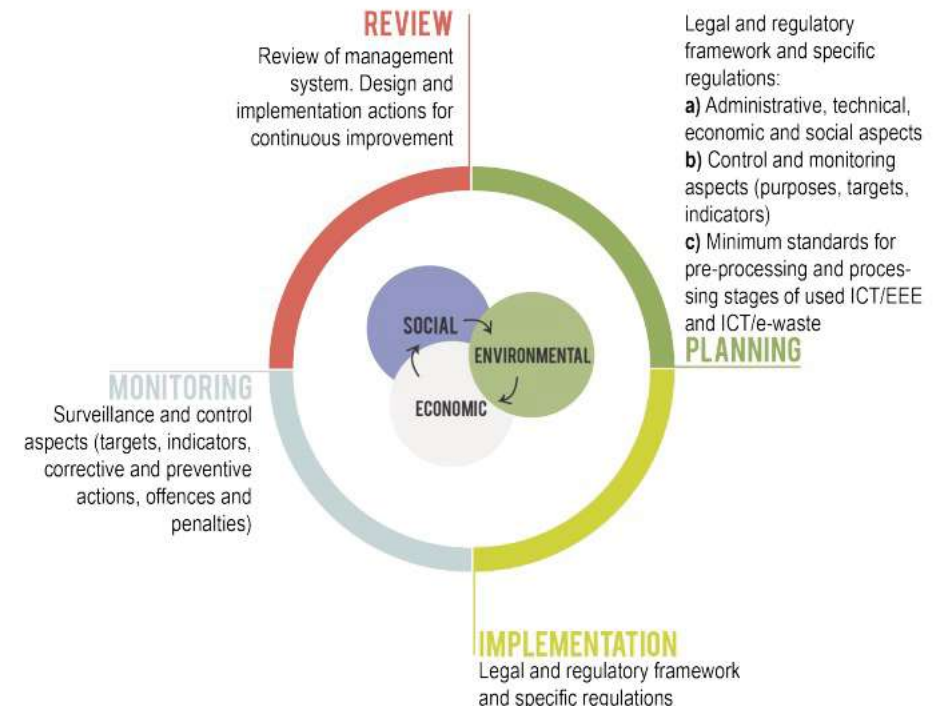 REVIEW
Review of management
system. Design and
implementation actions for
continuous improvement
Legal and regulatory
framework and specific
regulations:
a) Administrative, technical,
economic and social aspects
b) Control and monitoring
aspects (purposes, targets,
indicators)
c) Minimum standards for
pre-processing and proces-
sing stages of used ICT/EEE
and ICT/e-waste
PLANNING
SOCIAL
ENVIRONMENTAL
ECONOMIC
MONITORING
Surveillance and control
aspects (targets, indicators,
corrective and preventive
actions, offences and
penalties)
IMPLEMENTATION
Legal and regulatory framework
and specific regulations